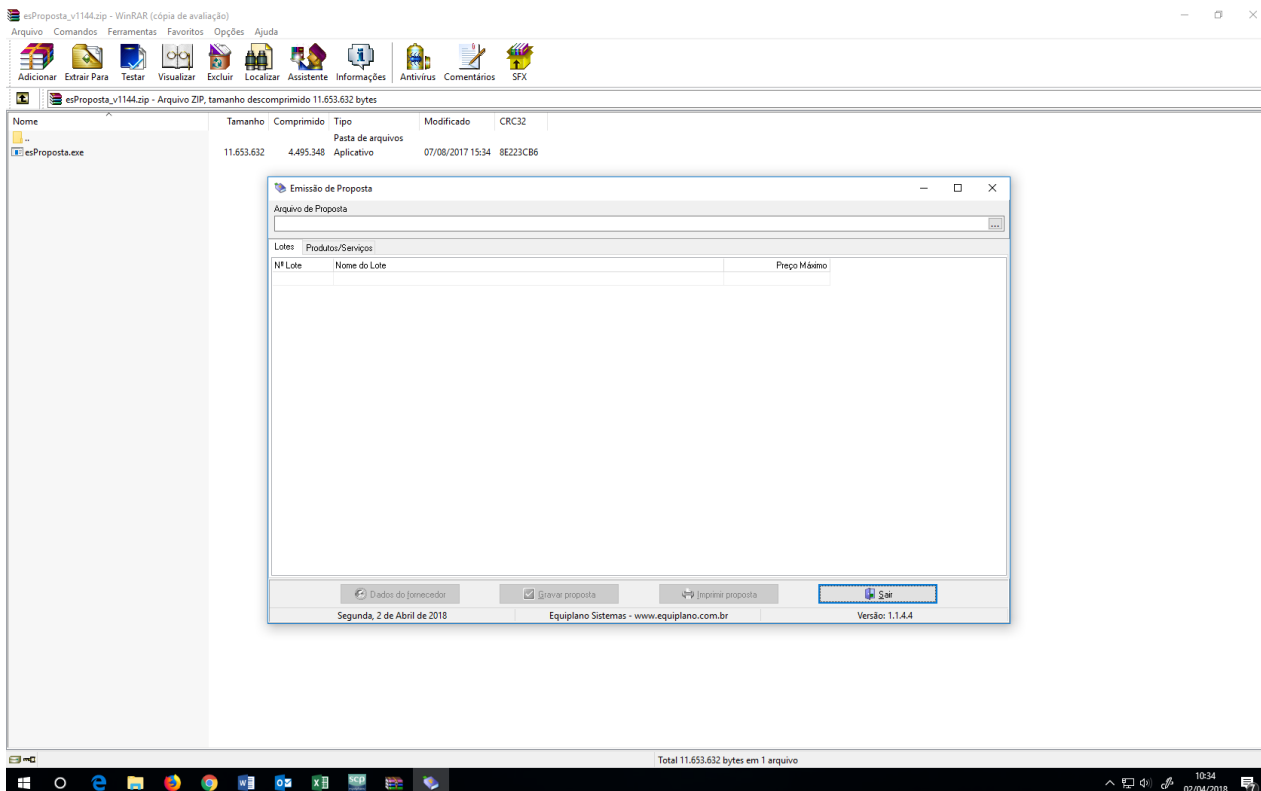 esProposta_v1144.zip - WinRAR (cópia de avaliação)
Arquivo Comandos Ferramentas Favoritos Opções Ajuda
Adicionar Extrair Para Testar Visualizar Excluir Localizar Assistente Informações Antivírus Comentários SFX
esProposta_v1144.zip - Arquivo ZIP, tamanho descomprimido 11.653.632 bytes
Nome Tamanho Comprimido Tipo Modificado CRC32
.. Pasta de arquivos
esProposta.exe 11.653.632 4.495.348 Aplicativo 07/08/2017 15:34 8E223CB6
Emissão de Proposta
Arquivo de Proposta
...
Lotes Produtos/Serviços
Nº Lote Nome do Lote Preço Máximo
Dados do fornecedor Gravar proposta Imprimir proposta Sair
Segunda, 2 de Abril de 2018 Equiplano Sistemas - www.equiplano.com.br Versão: 1.1.4.4
Total 11.653.632 bytes em 1 arquivo
scp
10:34
02/04/2018